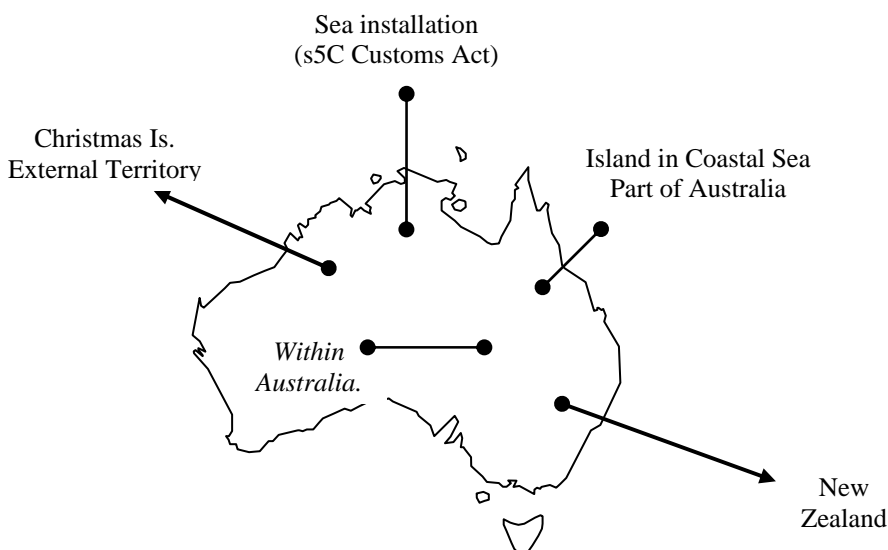 Sea installation
(s5C Customs Act)
Christmas Is.
External Territory
Island in Coastal Sea
Part of Australia
Within
Australia.
New
Zealand